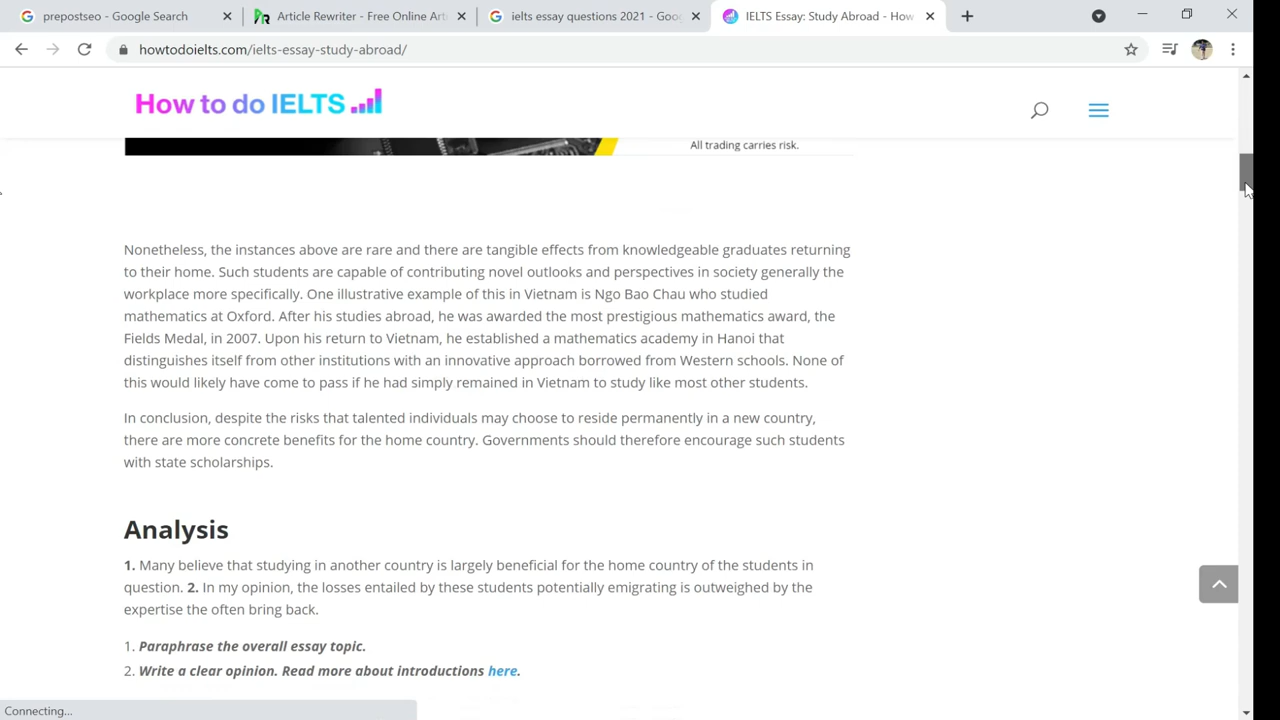 prepostseo - Google Search
Article Rewriter - Free Online Art
ielts essay questions 2021 - Goo
IELTS Essay: Study Abroad - How
howtodoielts.com/ielts-essay-study-abroad/
How to do IELTS
All trading carries risk.
Nonetheless, the instances above are rare and there are tangible effects from knowledgeable graduates returning
to their home. Such students are capable of contributing novel outlooks and perspectives in society generally the
workplace more specifically. One illustrative example of this in Vietnam is Ngo Bao Chau who studied
mathematics at Oxford. After his studies abroad, he was awarded the most prestigious mathematics award, the
Fields Medal, in 2007. Upon his return to Vietnam, he established a mathematics academy in Hanoi that
distinguishes itself from other institutions with an innovative approach borrowed from Western schools. None of
this would likely have come to pass if he had simply remained in Vietnam to study like most other students.
In conclusion, despite the risks that talented individuals may choose to reside permanently in a new country,
there are more concrete benefits for the home country. Governments should therefore encourage such students
with state scholarships.
Analysis
1. Many believe that studying in another country is largely beneficial for the home country of the students in
question. 2. In my opinion, the losses entailed by these students potentially emigrating is outweighed by the
expertise the often bring back.
1. Paraphrase the overall essay topic.
2. Write a clear opinion. Read more about introductions here.
Connecting...